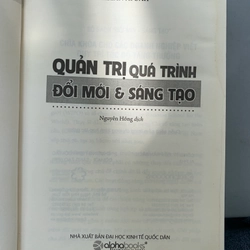 QUẢN TRỊ QUÁ TRÌNH
ĐỔI MỚI & SÁNG TẠO
Nguyễn Hồng dịch
NHÀ XUẤT BẢN ĐẠI HỌC KINH TẾ QUỐC DÂN
alphabooks